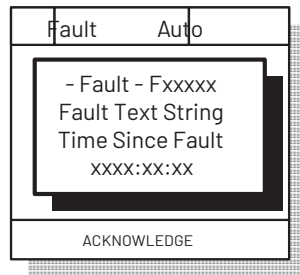 Fault Auto
- Fault - Fxxxxx
Fault Text String
Time Since Fault
xxxx:xx:xx
ACKNOWLEDGE